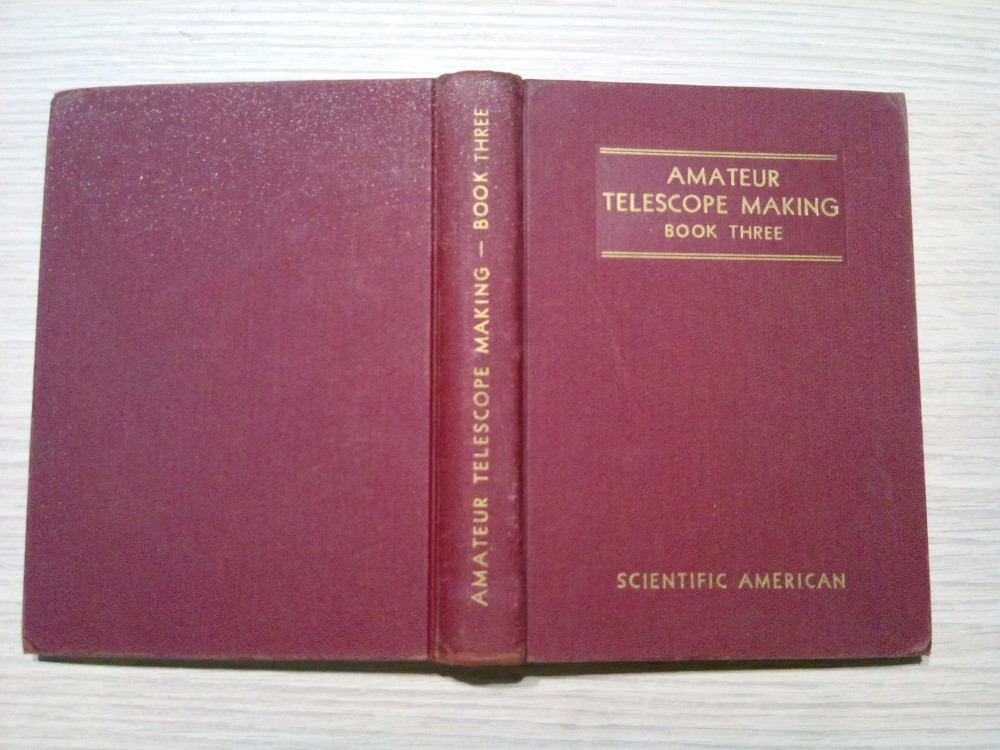 AMATEUR TELESCOPE MAKING — BOOK THREE
AMATEUR
TELESCOPE MAKING
BOOK THREE
SCIENTIFIC AMERICAN